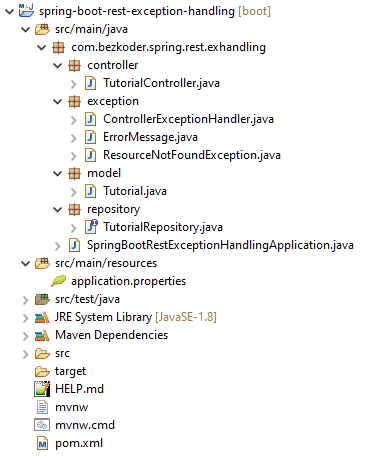 spring-boot-rest-exception-handling [boot]
src/main/java
com.bezkoder.spring.rest.exhandling
controller
TutorialController.java
exception
ControllerExceptionHandler.java
ErrorMessage.java
ResourceNotFoundException.java
model
Tutorial.java
repository
TutorialRepository.java
SpringBootRestExceptionHandlingApplication.java
src/main/resources
application.properties
src/test/java
JRE System Library [JavaSE-1.8]
Maven Dependencies
src
target
HELP.md
mvnw
mvnw.cmd
pom.xml